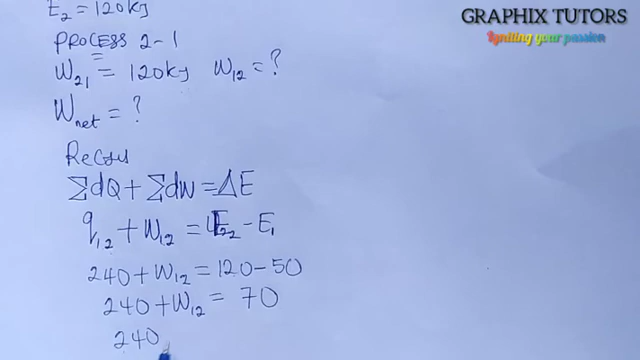 E₂ = 120kJ
GRAPHIX TUTORS
Igniting your passion
PROCESS 2-1
W₂₁ = 120kJ W₁₂ = ?
Wnet = ?
ΣdQ + ΣdW = ΔE
q₁₂ + W₁₂ = E₂ - E₁
240 + W₁₂ = 120 - 50
240 + W₁₂ = 70
240